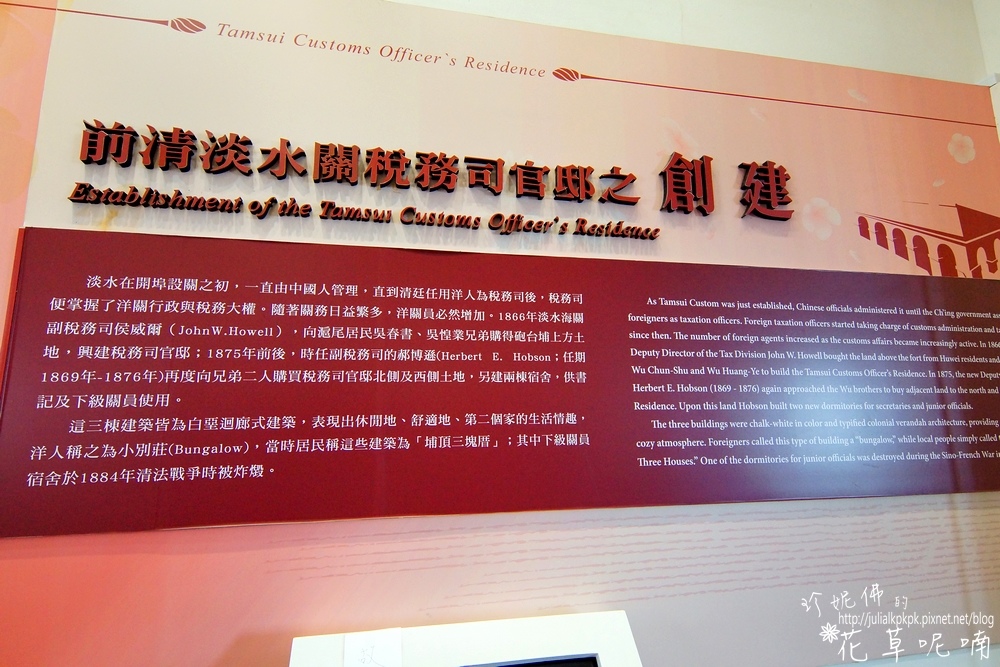 Tamsui Customs Officer`s Residence
前清淡水關稅務司官邸之創建
Establishment of the Tamsui Customs Officer`s Residence
淡水在開埠設關之初，一直由中國人管理，直到清廷任用洋人為稅務司後，稅務司
便掌握了洋關行政與稅務大權。隨著關務日益繁多，洋關員必然增加。1866年淡水海關
副稅務司侯威爾（JohnW.Howell），向滬尾居民吳春書、吳惶業兄弟購得砲台埔上方土
地，興建稅務司官邸；1875年前後，時任副稅務司的郝博遜(Herbert E. Hobson；任期
1869年-1876年)再度向兄弟二人購買稅務司官邸北側及西側土地，另建兩棟宿舍，供書
記及下級關員使用。
這三棟建築皆為白堊迴廊式建築，表現出休閒地、舒適地、第二個家的生活情趣，
洋人稱之為小別莊(Bungalow)，當時居民稱這些建築為「埔頂三塊厝」；其中下級關員
宿舍於1884年清法戰爭時被炸燬。
As Tamsui Custom was just established, Chinese officials administered it until the Ch'ing government
foreigners as taxation officers. Foreign taxation officers started taking charge of customs administration and
since then. The number of foreign agents increased as the customs affairs became increasingly active. In 1866
Deputy Director of the Tax Division John W. Howell bought the land above the fort from Huwei residents and
Wu Chun-Shu and Wu Huang-Ye to build the Tamsui Customs Officer's Residence. In 1875, the new Deputy
Herbert E. Hobson (1869 - 1876) again approached the Wu brothers to buy adjacent land to the north and
Residence. Upon this land Hobson built two new dormitories for secretaries and junior officials.
The three buildings were chalk-white in color and typified colonial verandah architecture, providing
cozy atmosphere. Foreigners called this type of building a "bungalow," while local people simply called
Three Houses." One of the dormitories for junior officials was destroyed during the Sino-French War in
珍妮佛的
http://julialkpkpk.pixnet.net/blog
花草呢喃